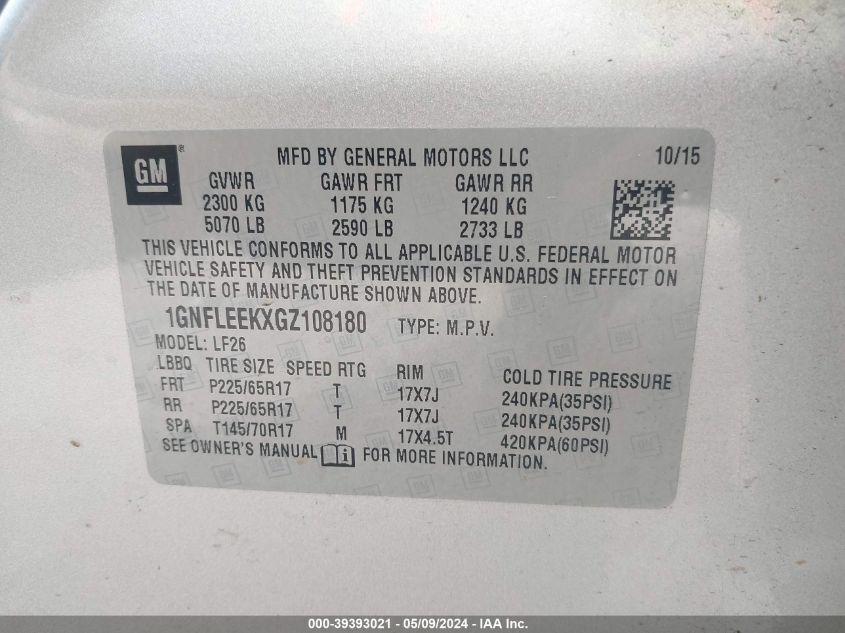 GM®
MFD BY GENERAL MOTORS LLC 10/15
GVWR GAWR FRT GAWR RR
2300 KG 1175 KG 1240 KG
5070 LB 2590 LB 2733 LB
THIS VEHICLE CONFORMS TO ALL APPLICABLE U.S. FEDERAL MOTOR
VEHICLE SAFETY AND THEFT PREVENTION STANDARDS IN EFFECT ON
THE DATE OF MANUFACTURE SHOWN ABOVE.
1GNFLEEKXGZ108180 TYPE: M.P.V.
MODEL: LF26
LBBQ TIRE SIZE SPEED RTG RIM COLD TIRE PRESSURE
FRT P225/65R17 T 17X7J 240KPA(35PSI)
RR P225/65R17 T 17X7J 240KPA(35PSI)
SPA T145/70R17 M 17X4.5T 420KPA(60PSI)
SEE OWNER'S MANUAL i FOR MORE INFORMATION.
000-39393021 - 05/09/2024 - IAAI.com